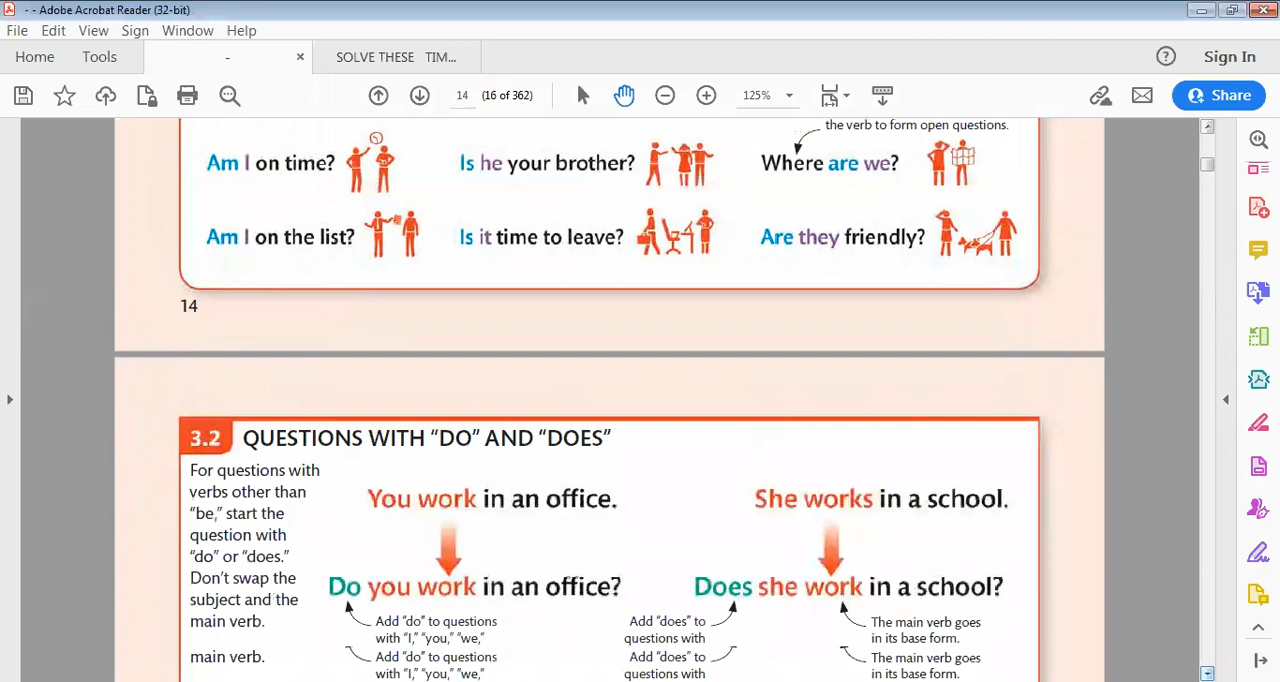 - - Adobe Acrobat Reader (32-bit)
File Edit View Sign Window Help
Home Tools - × SOLVE THESE TIM... ? Sign In
14 (16 of 362) 125% Share
the verb to form open questions.
Am I on time? Is he your brother? Where are we?
Am I on the list? Is it time to leave? Are they friendly?
14
3.2 QUESTIONS WITH “DO” AND “DOES”
For questions with
verbs other than
“be,” start the
question with
“do” or “does.”
Don’t swap the
subject and the
main verb.
main verb.
You work in an office. She works in a school.
Do you work in an office? Does she work in a school?
Add “do” to questions Add “does” to The main verb goes
with “I,” “you,” “we,” questions with in its base form.
Add “do” to questions Add “does” to The main verb goes
with “I,” “you,” “we,” questions with in its base form.